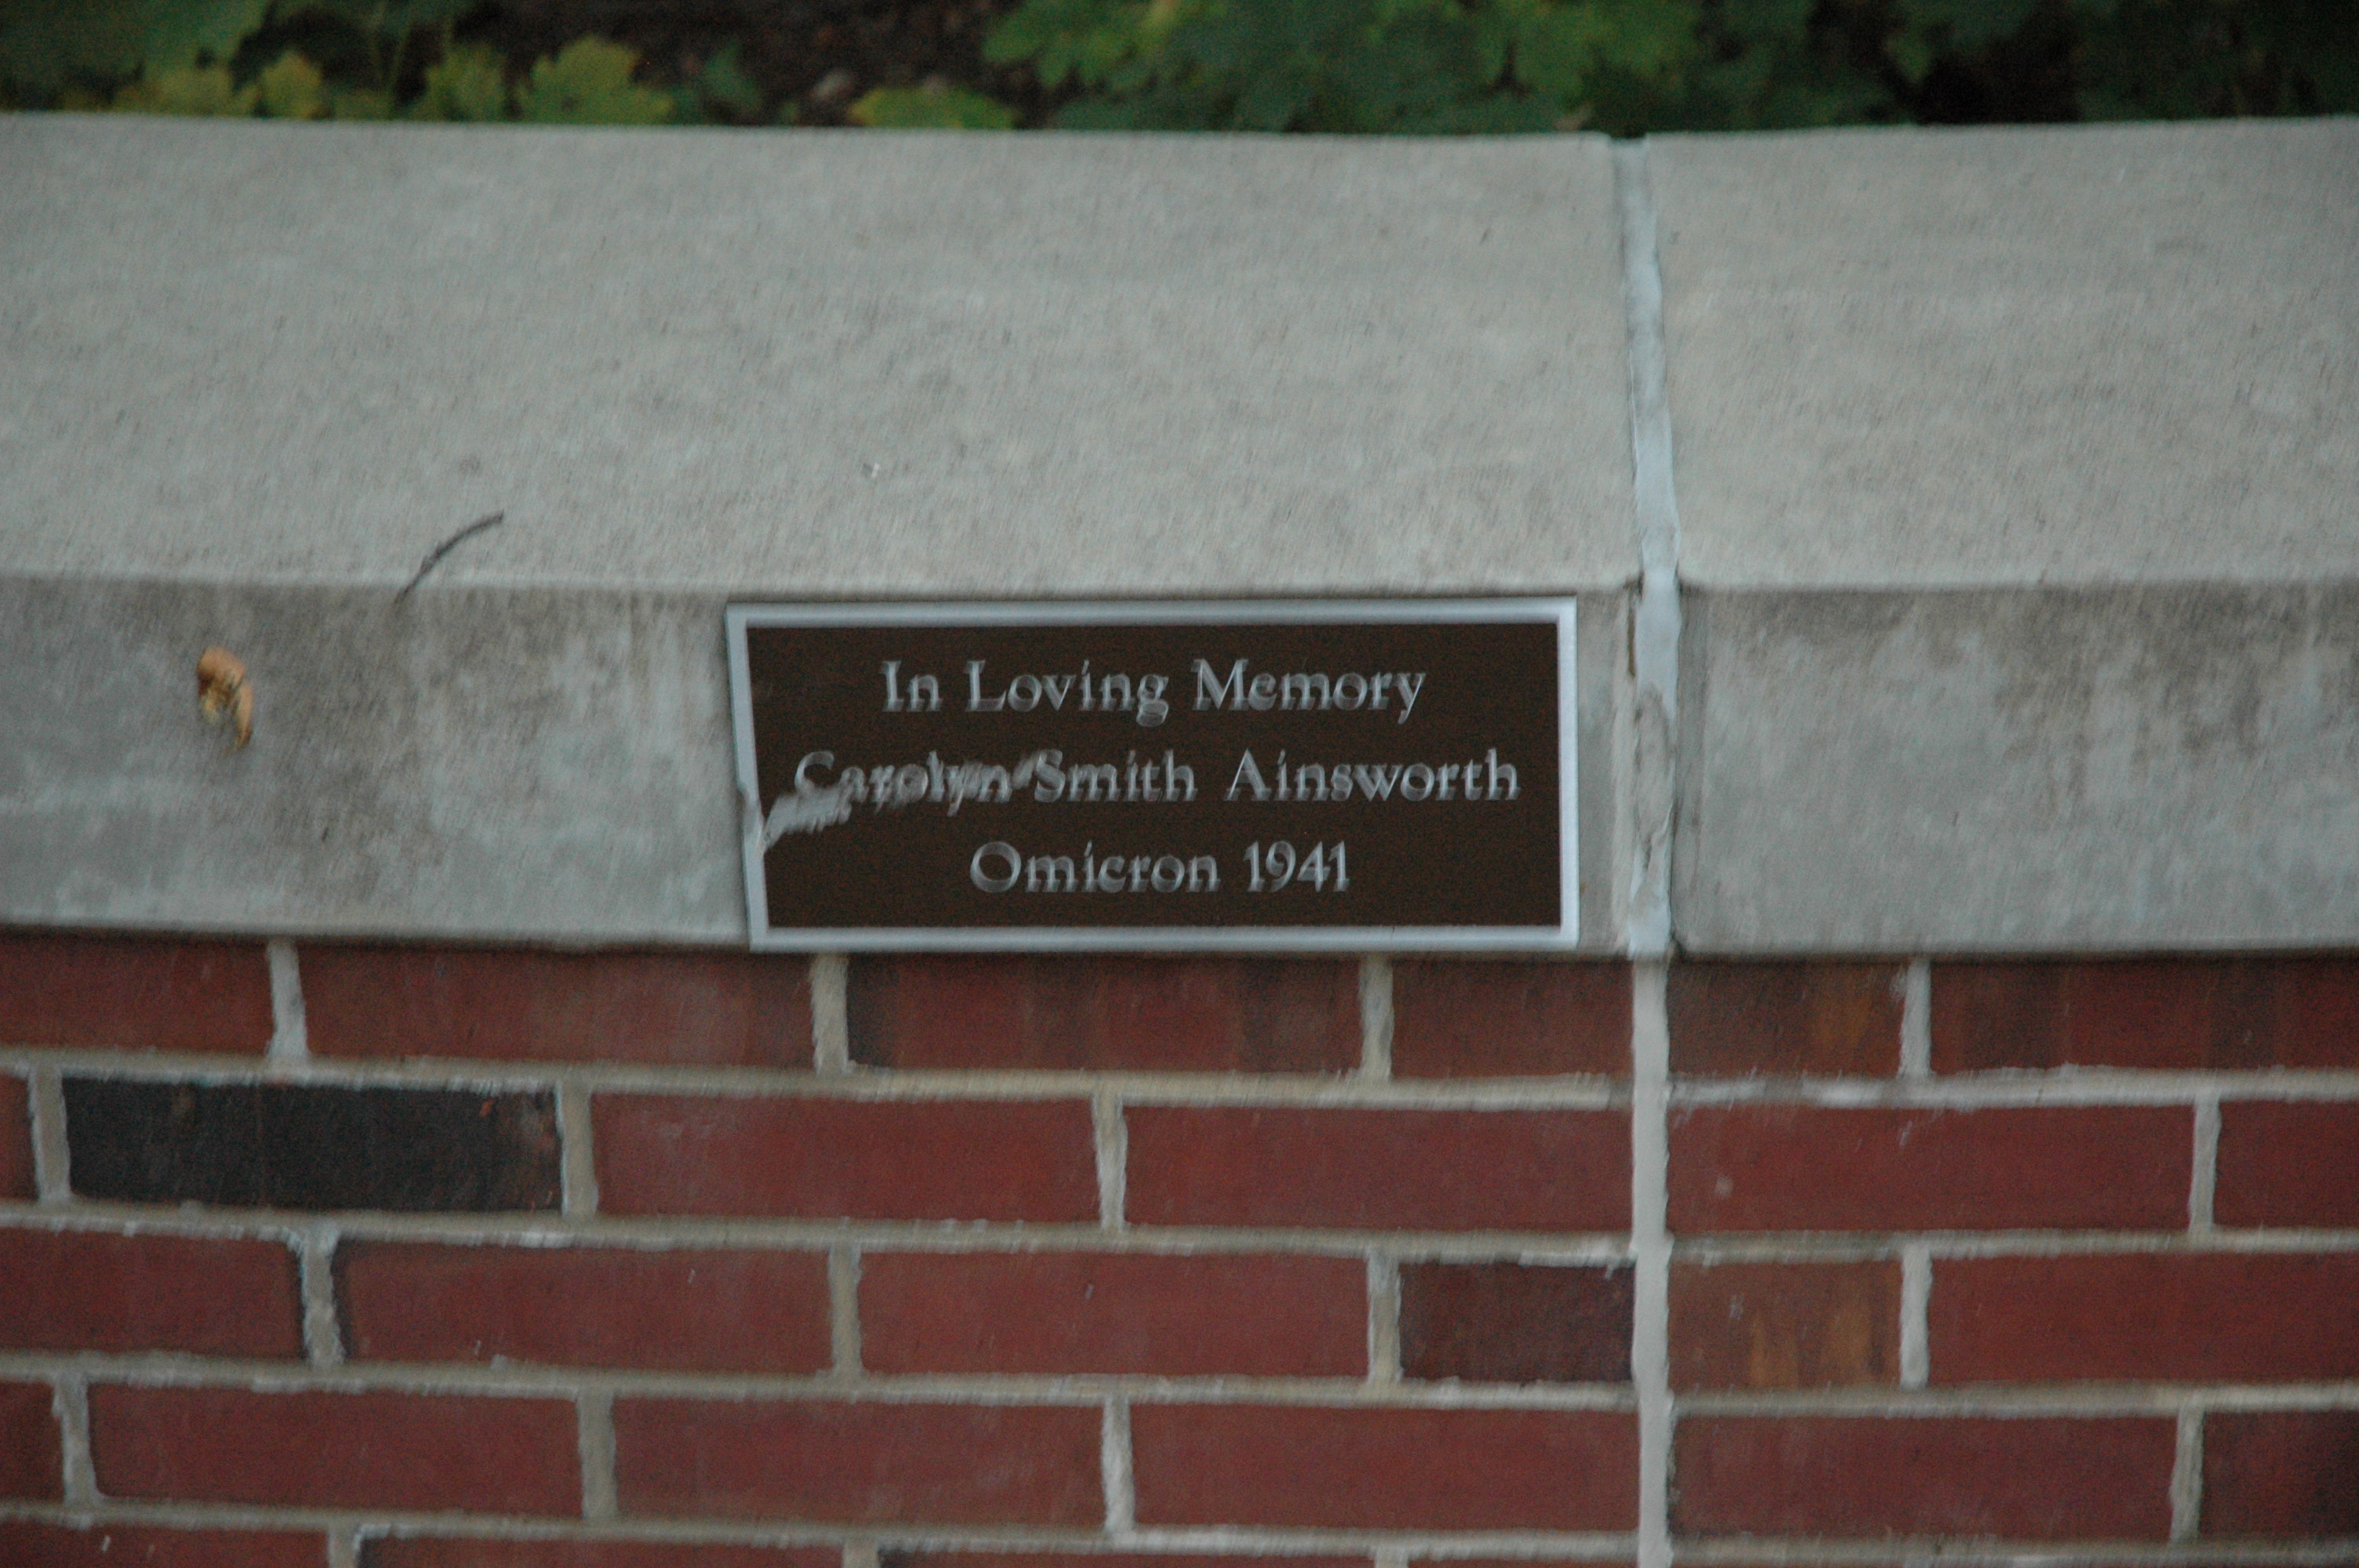 In Loving Memory
Carolyn Smith Ainsworth
Omicron 1941